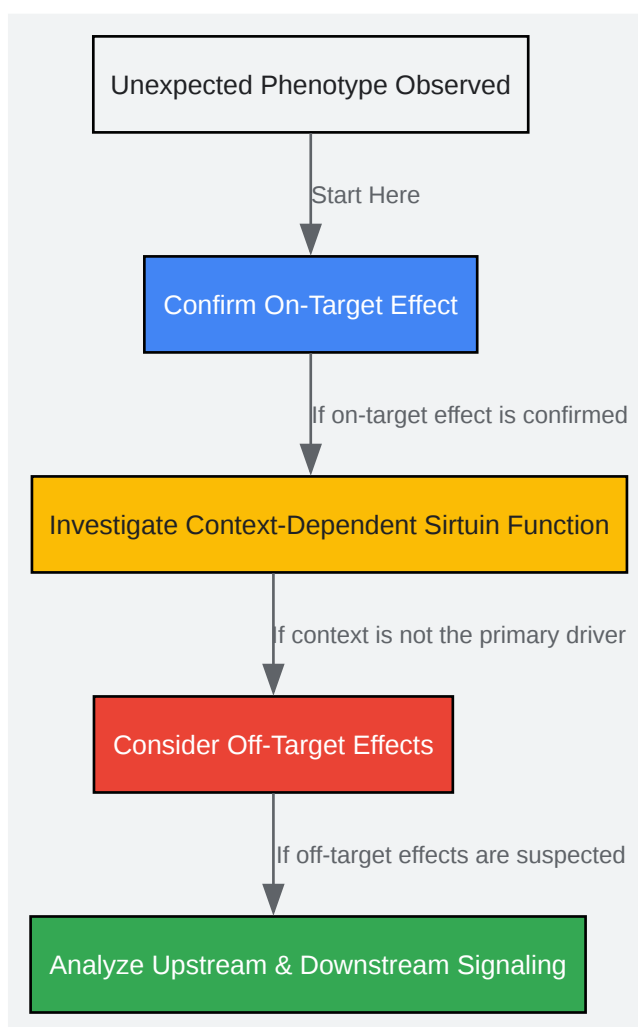 Unexpected Phenotype Observed
Start Here
Confirm On-Target Effect
If on-target effect is confirmed
Investigate Context-Dependent Sirtuin Function
If context is not the primary driver
Consider Off-Target Effects
If off-target effects are suspected
Analyze Upstream & Downstream Signaling